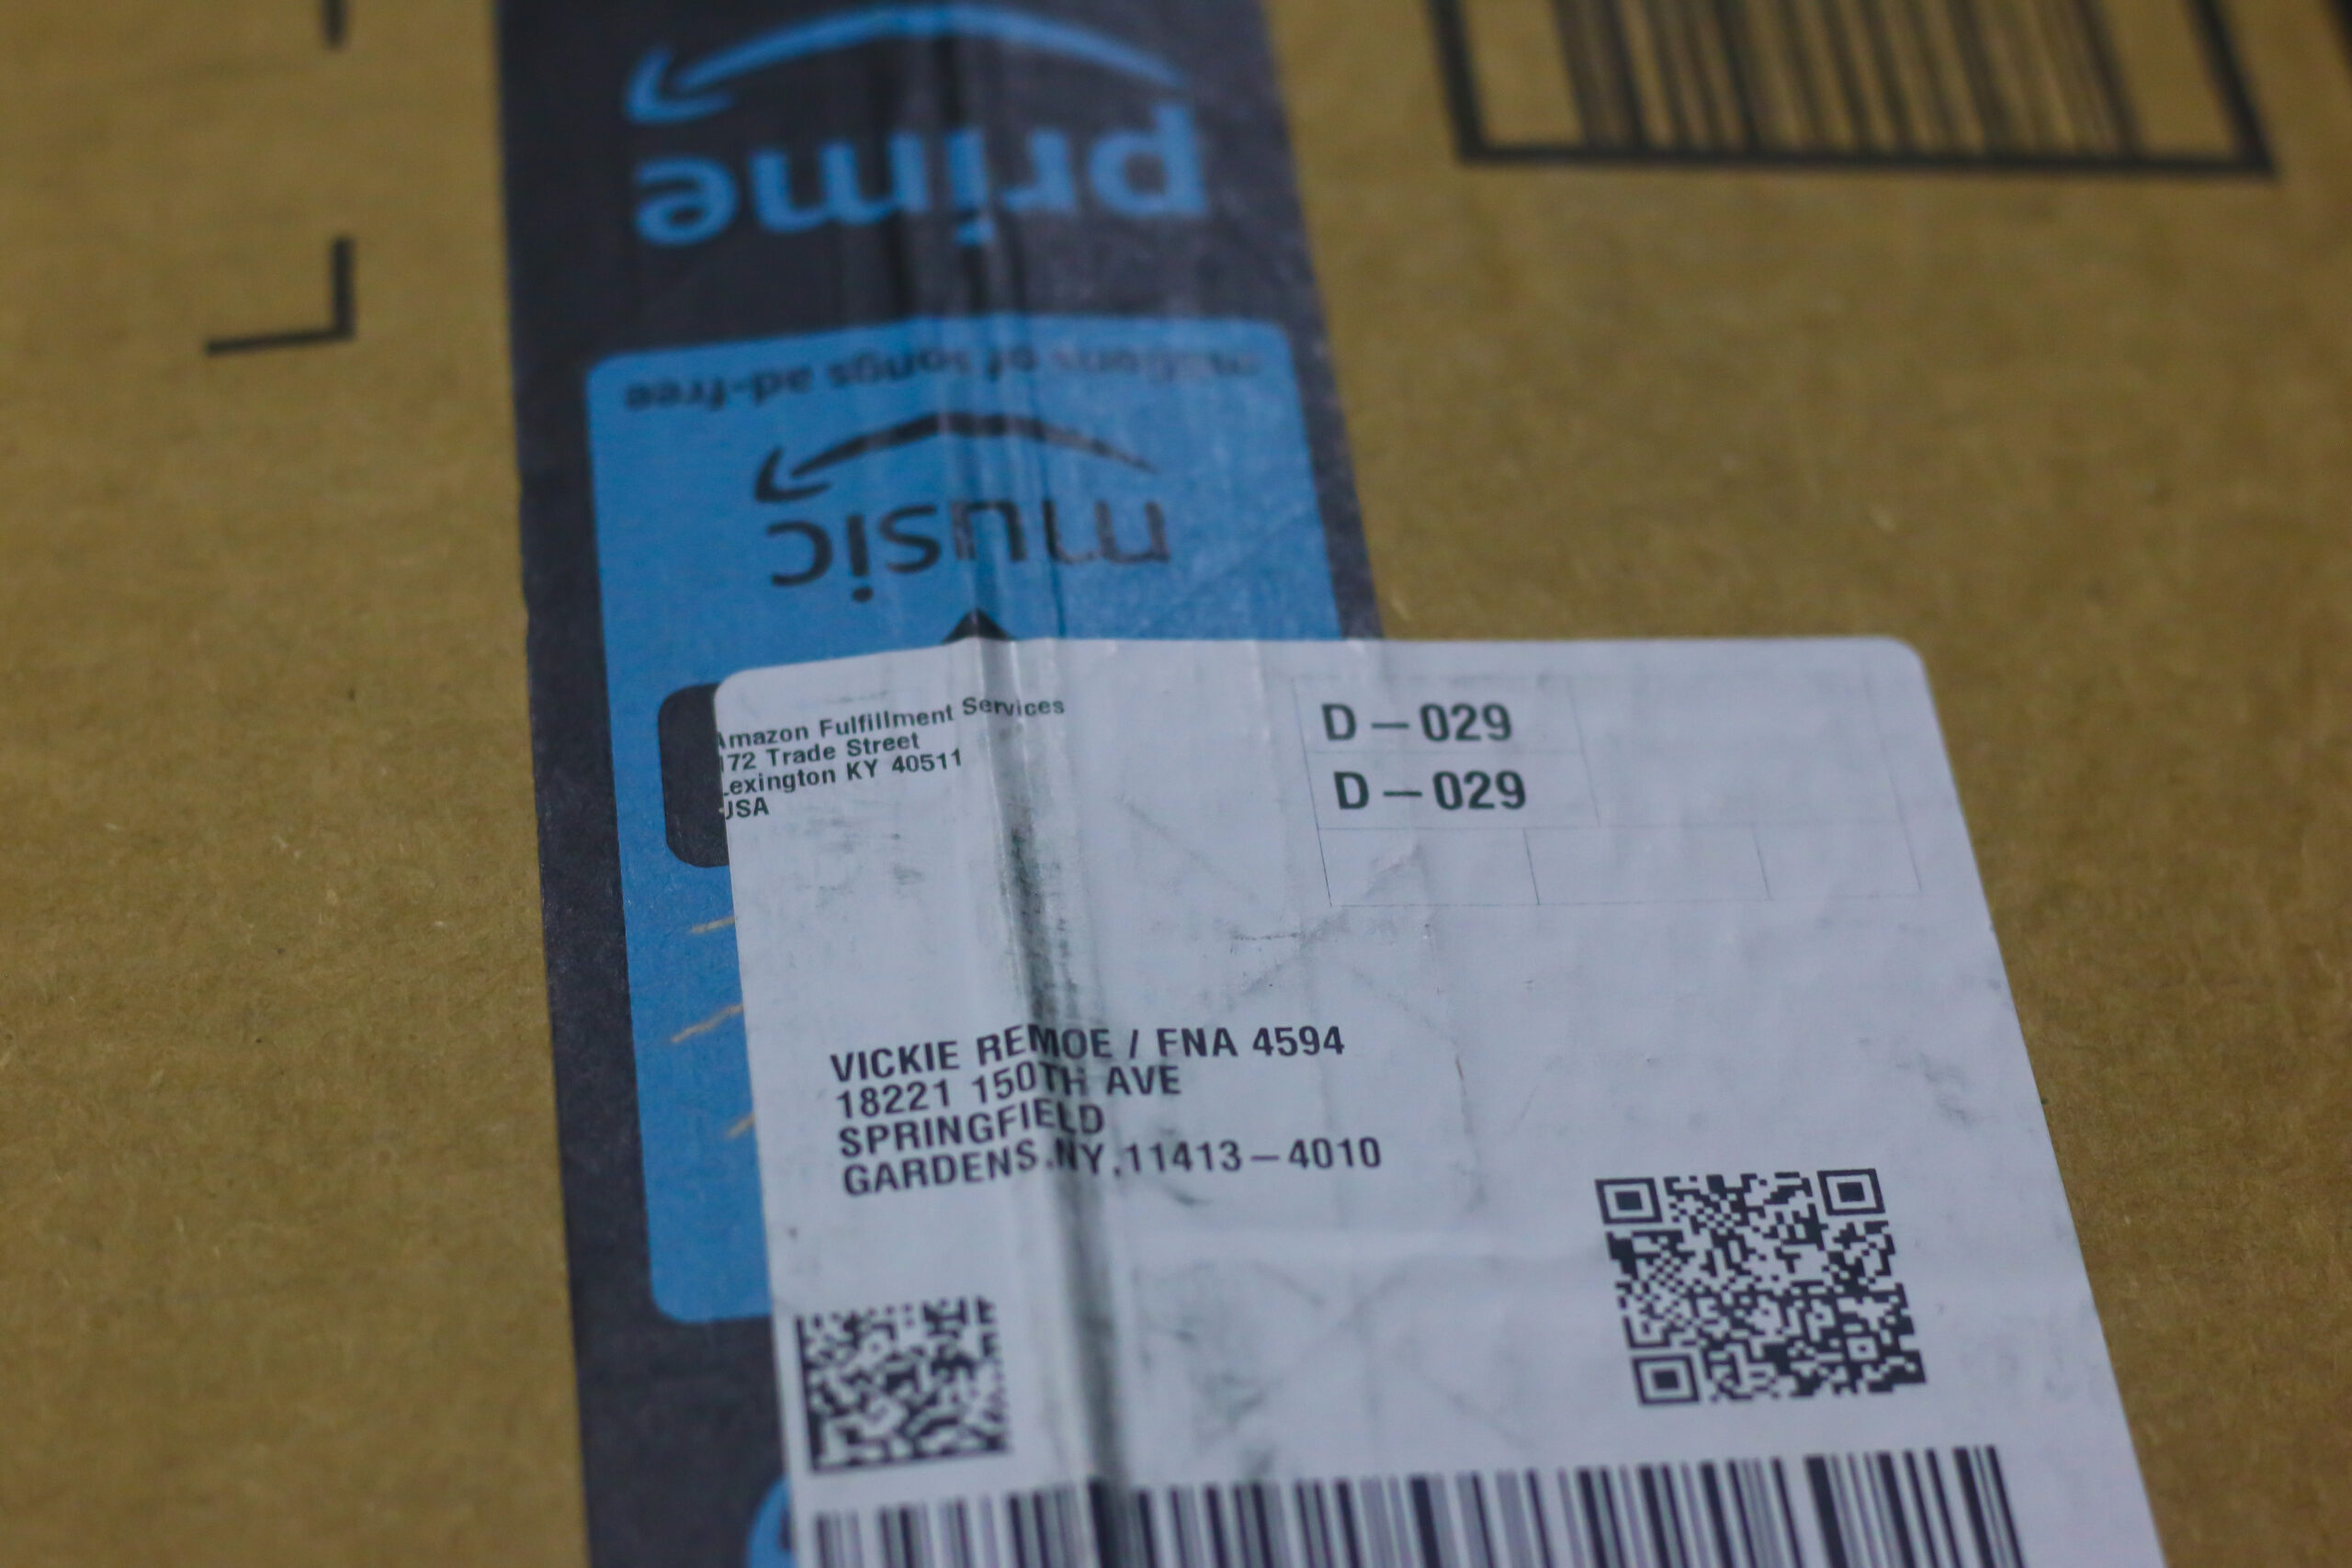 prime
millions of songs ad-free
music
Amazon Fulfillment Services
172 Trade Street
Lexington KY 40511
USA
D-029
D-029
VICKIE REMOE / FNA 4594
18221 150TH AVE
SPRINGFIELD
GARDENS,NY,11413-4010